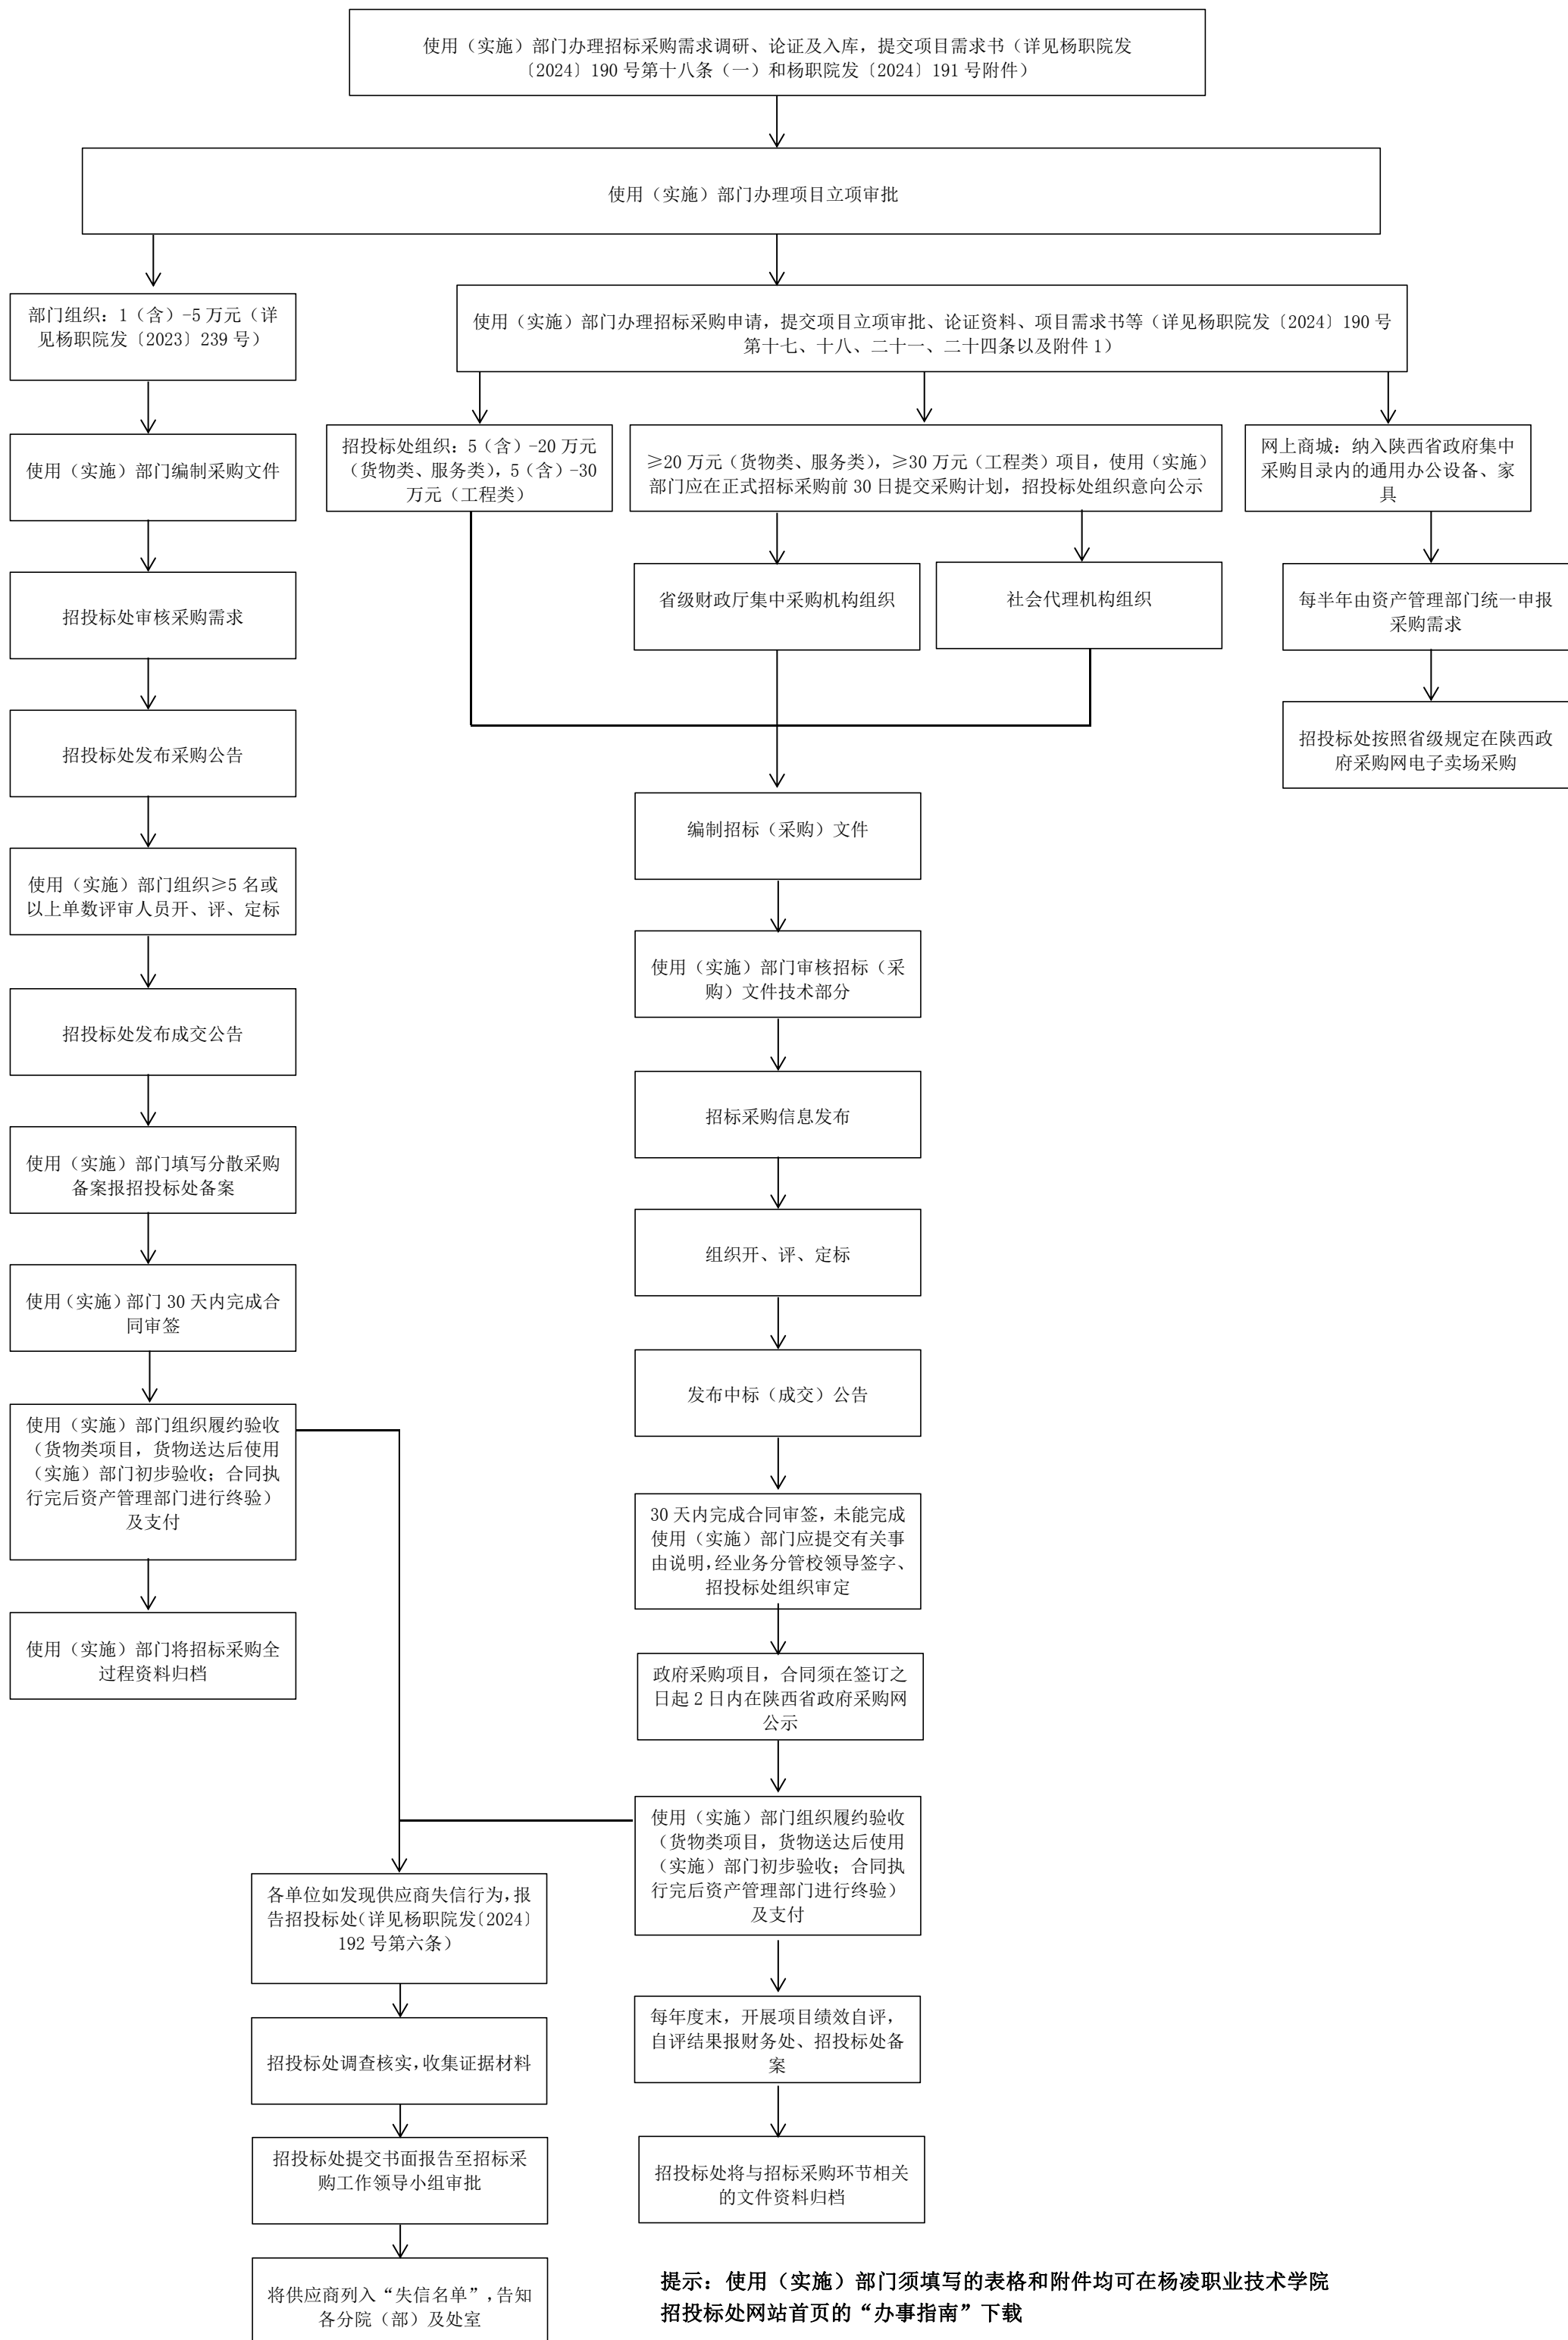 使用（实施）部门办理招标采购需求调研、论证及入库，提交项目需求书（详见杨职院发
〔2024〕190 号第十八条（一）和杨职院发〔2024〕191 号附件）
使用（实施）部门办理项目立项审批
部门组织：1（含）-5 万元（详
见杨职院发〔2023〕239 号）
使用（实施）部门编制采购文件
招投标处审核采购需求
招投标处发布采购公告
使用（实施）部门组织≥5 名或
以上单数评审人员开、评、定标
招投标处发布成交公告
使用（实施）部门填写分散采购
备案报招投标处备案
使用（实施）部门 30 天内完成合
同审签
使用（实施）部门组织履约验收
（货物类项目，货物送达后使用
（实施）部门初步验收；合同执
行完后资产管理部门进行终验）
及支付
使用（实施）部门将招标采购全
过程资料归档
使用（实施）部门办理招标采购申请，提交项目立项审批、论证资料、项目需求书等（详见杨职院发〔2024〕190 号
第十七、十八、二十一、二十四条以及附件 1）
招投标处组织：5（含）-20 万元
（货物类、服务类），5（含）-30
万元（工程类）
≥20 万元（货物类、服务类），≥30 万元（工程类）项目，使用（实施）
部门应在正式招标采购前 30 日提交采购计划，招投标处组织意向公示
网上商城：纳入陕西省政府集中
采购目录内的通用办公设备、家
具
省级财政厅集中采购机构组织
社会代理机构组织
每半年由资产管理部门统一申报
采购需求
招投标处按照省级规定在陕西政
府采购网电子卖场采购
编制招标（采购）文件
使用（实施）部门审核招标（采
购）文件技术部分
招标采购信息发布
组织开、评、定标
发布中标（成交）公告
30 天内完成合同审签，未能完成
使用（实施）部门应提交有关事
由说明，经业务分管校领导签字、
招投标处组织审定
政府采购项目，合同须在签订之
日起 2 日内在陕西省政府采购网
公示
使用（实施）部门组织履约验收
（货物类项目，货物送达后使用
（实施）部门初步验收；合同执
行完后资产管理部门进行终验）
及支付
每年度末，开展项目绩效自评，
自评结果报财务处、招投标处备
案
招投标处将与招标采购环节相关
的文件资料归档
各单位如发现供应商失信行为，报
告招投标处（详见杨职院发〔2024〕
192 号第六条）
招投标处调查核实，收集证据材料
招投标处提交书面报告至招标采
购工作领导小组审批
将供应商列入“失信名单”，告知
各分院（部）及处室
提示：使用（实施）部门须填写的表格和附件均可在杨凌职业技术学院
招投标处网站首页的“办事指南”下载